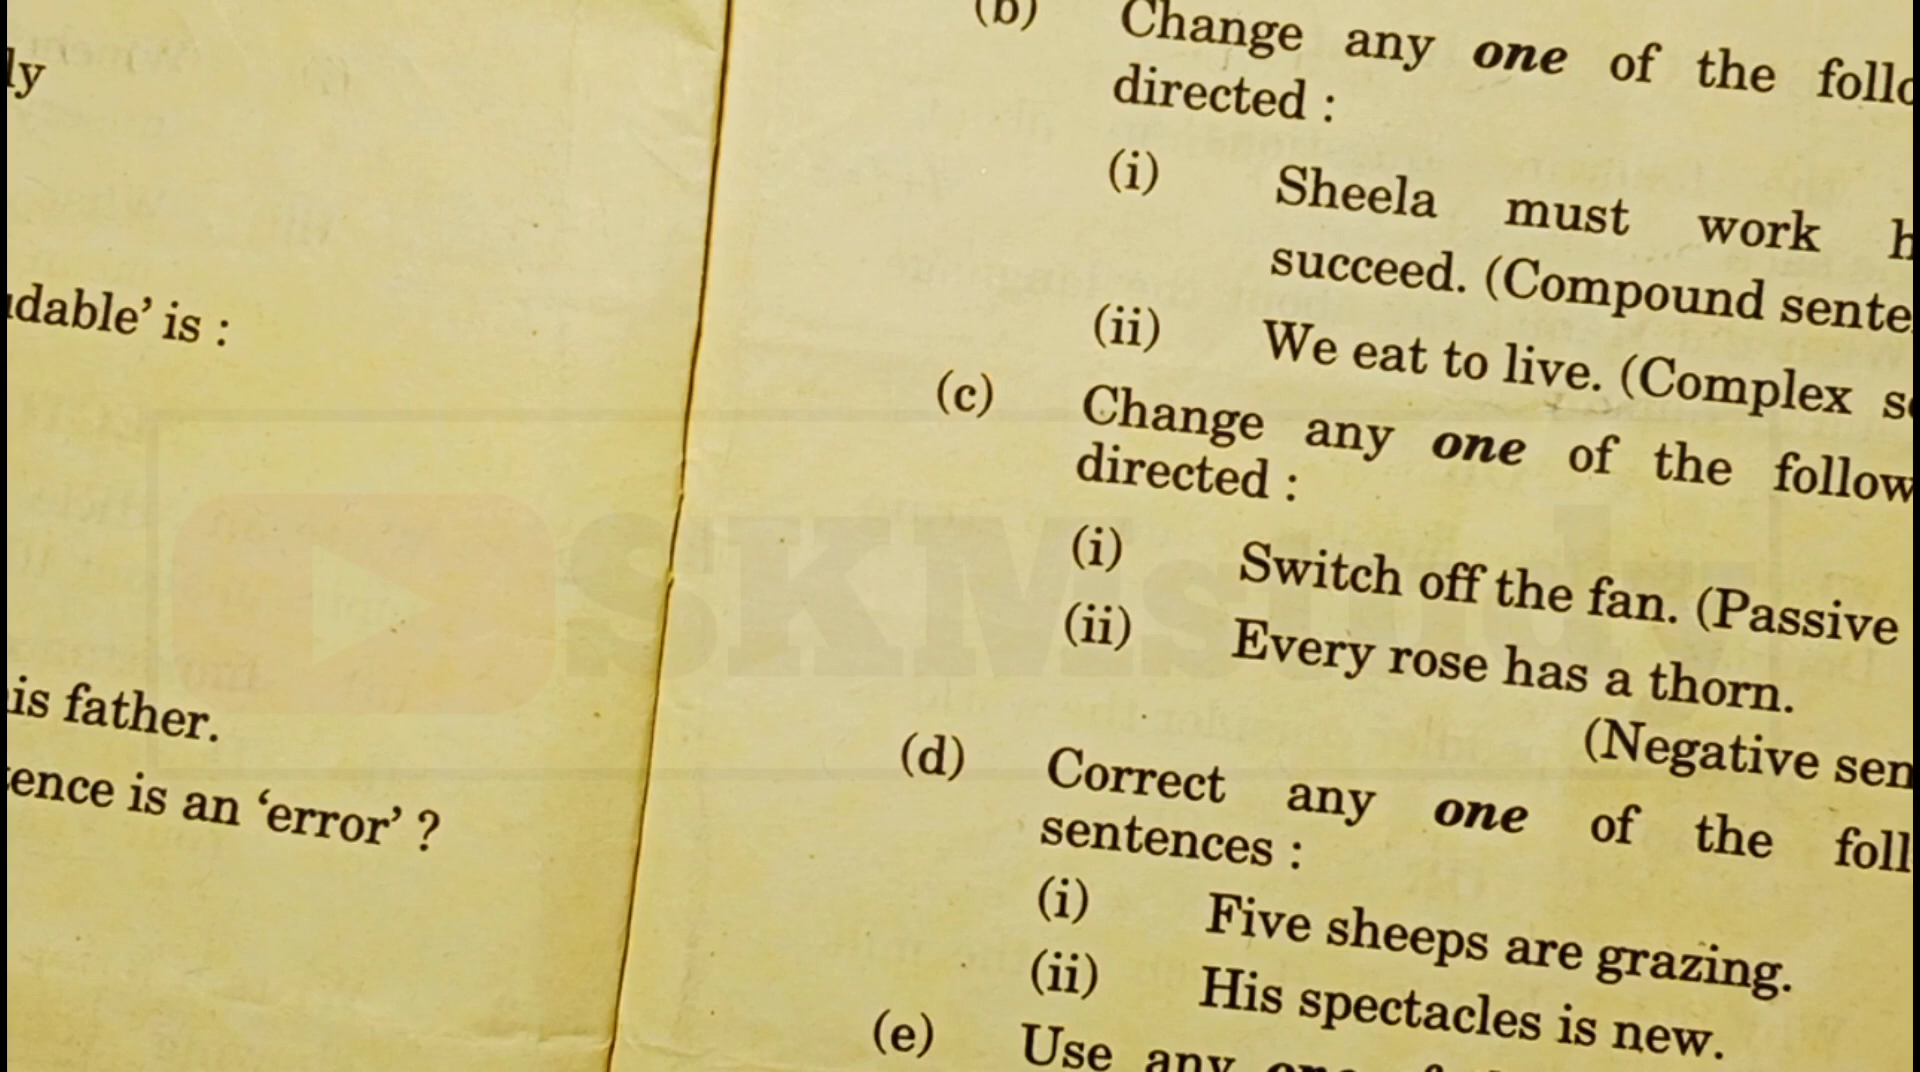 ly
dable’ is :
is father.
ence is an ‘error’ ?
(b) Change any one of the follo
directed :
(i) Sheela must work h
succeed. (Compound sente
(ii) We eat to live. (Complex se
(c) Change any one of the follow
directed :
(i) Switch off the fan. (Passive
(ii) Every rose has a thorn.
(Negative sen
(d) Correct any one of the foll
sentences :
(i) Five sheeps are grazing.
(ii) His spectacles is new.
(e) Use any one
SKMstudy